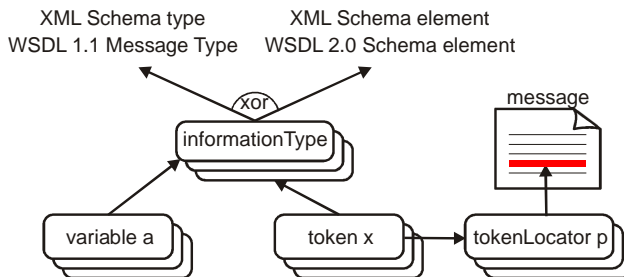 XML Schema type
WSDL 1.1 Message Type
XML Schema element
WSDL 2.0 Schema element
xor
message
informationType
variable a
token x
tokenLocator p